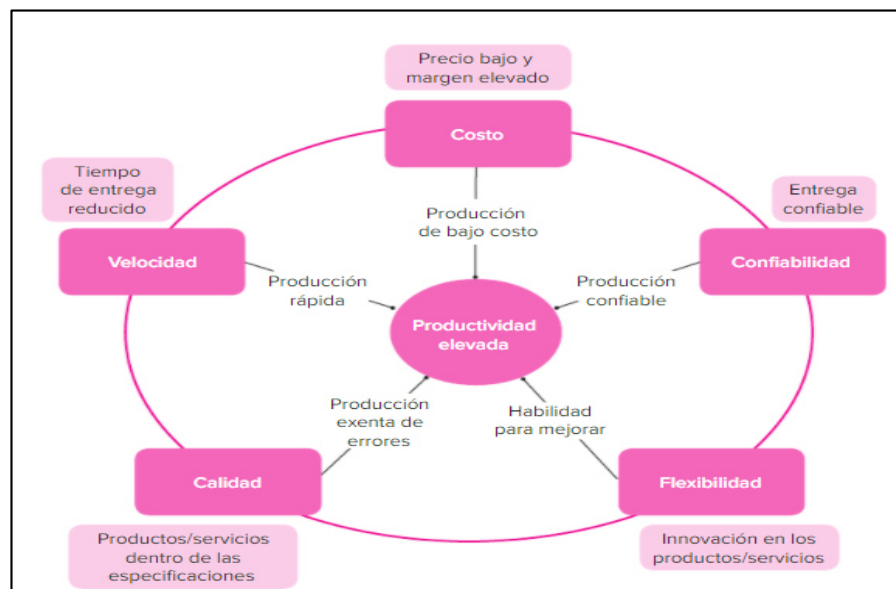 Precio bajo y
margen elevado
Costo
Tiempo
de entrega
reducido
Entrega
confiable
Producción
de bajo costo
Velocidad
Confiabilidad
Producción
rápida
Producción
confiable
Productividad
elevada
Producción
exenta de
errores
Habilidad
para mejorar
Calidad
Flexibilidad
Productos/servicios
dentro de las
especificaciones
Innovación en los
productos/servicios